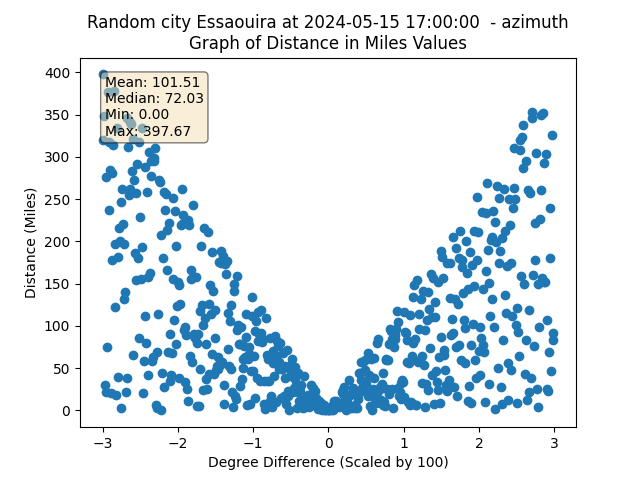 Random city Essaouira at 2024-05-15 17:00:00 - azimuth
Graph of Distance in Miles Values
Mean: 101.51
Median: 72.03
Min: 0.00
Max: 397.67
400
350
300
250
200
150
100
50
0
Distance (Miles)
−3 −2 −1 0 1 2 3
Degree Difference (Scaled by 100)